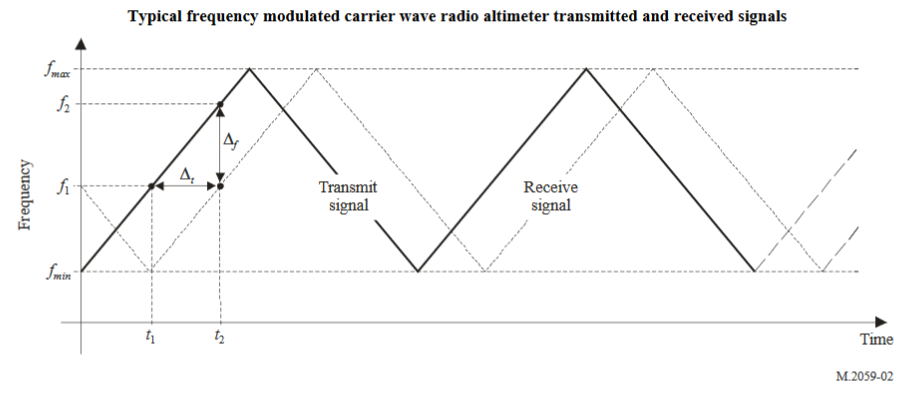 Typical frequency modulated carrier wave radio altimeter transmitted and received signals
fmax
f2
Δf
Δt
f1
Transmit
signal
Receive
signal
Frequency
fmin
t1
t2
Time
M.2059-02